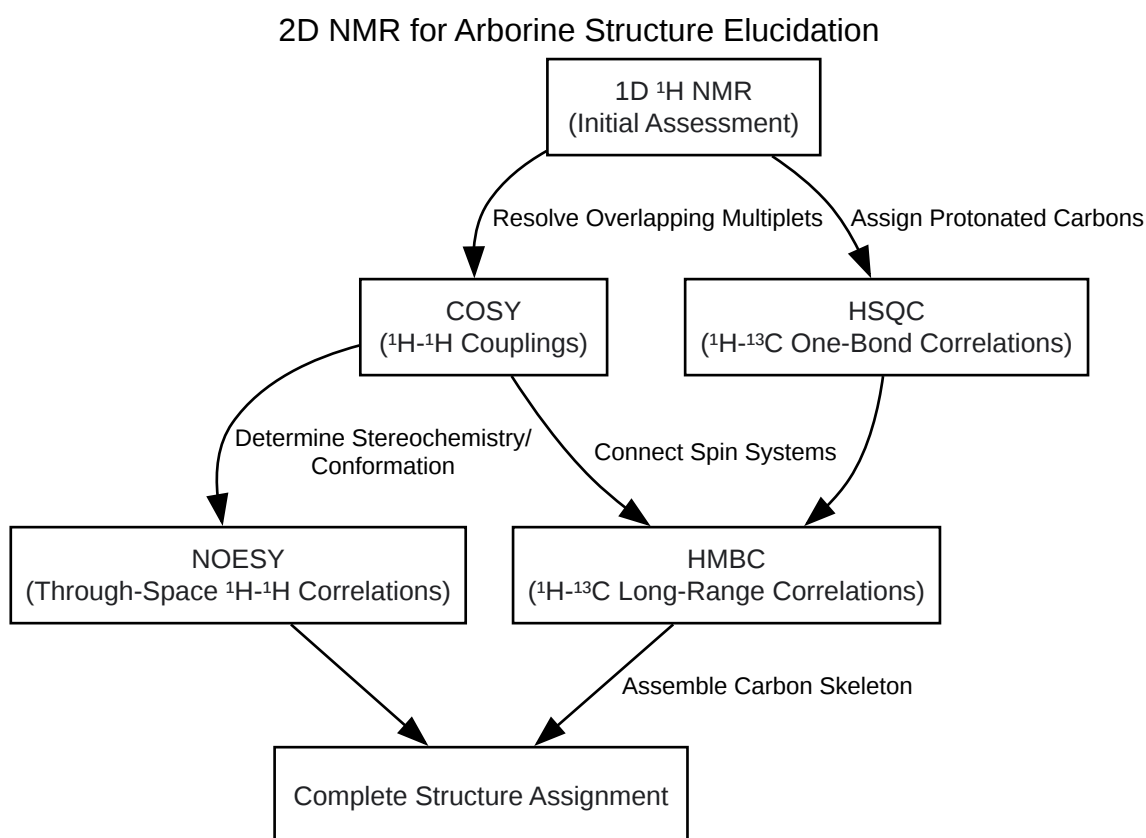 2D NMR for Arborine Structure Elucidation
1D ¹H NMR
(Initial Assessment)
Resolve Overlapping Multiplets
Assign Protonated Carbons
COSY
(¹H-¹H Couplings)
HSQC
(¹H-¹³C One-Bond Correlations)
Determine Stereochemistry/
Conformation
Connect Spin Systems
NOESY
(Through-Space ¹H-¹H Correlations)
HMBC
(¹H-¹³C Long-Range Correlations)
Assemble Carbon Skeleton
Complete Structure Assignment